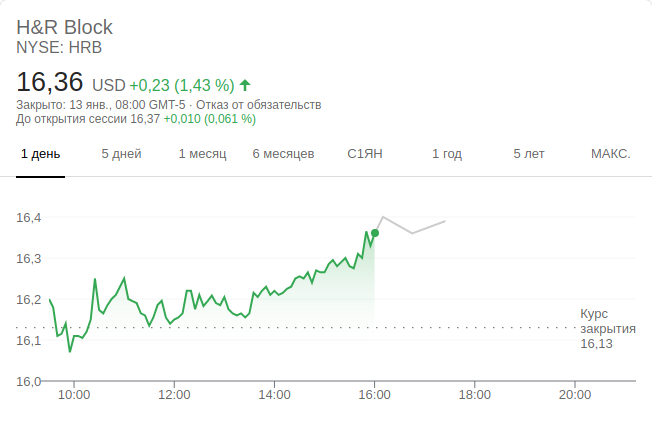 H&R Block
NYSE: HRB
16,36 USD +0,23 (1,43 %)
Закрыто: 13 янв., 08:00 GMT-5 · Отказ от обязательств
До открытия сессии 16,37 +0,010 (0,061 %)
1 день 5 дней 1 месяц 6 месяцев С1ЯН 1 год 5 лет МАКС.
16,4
16,3
16,2
16,1
16,0
Курс
закрытия
16,13
10:00 12:00 14:00 16:00 18:00 20:00